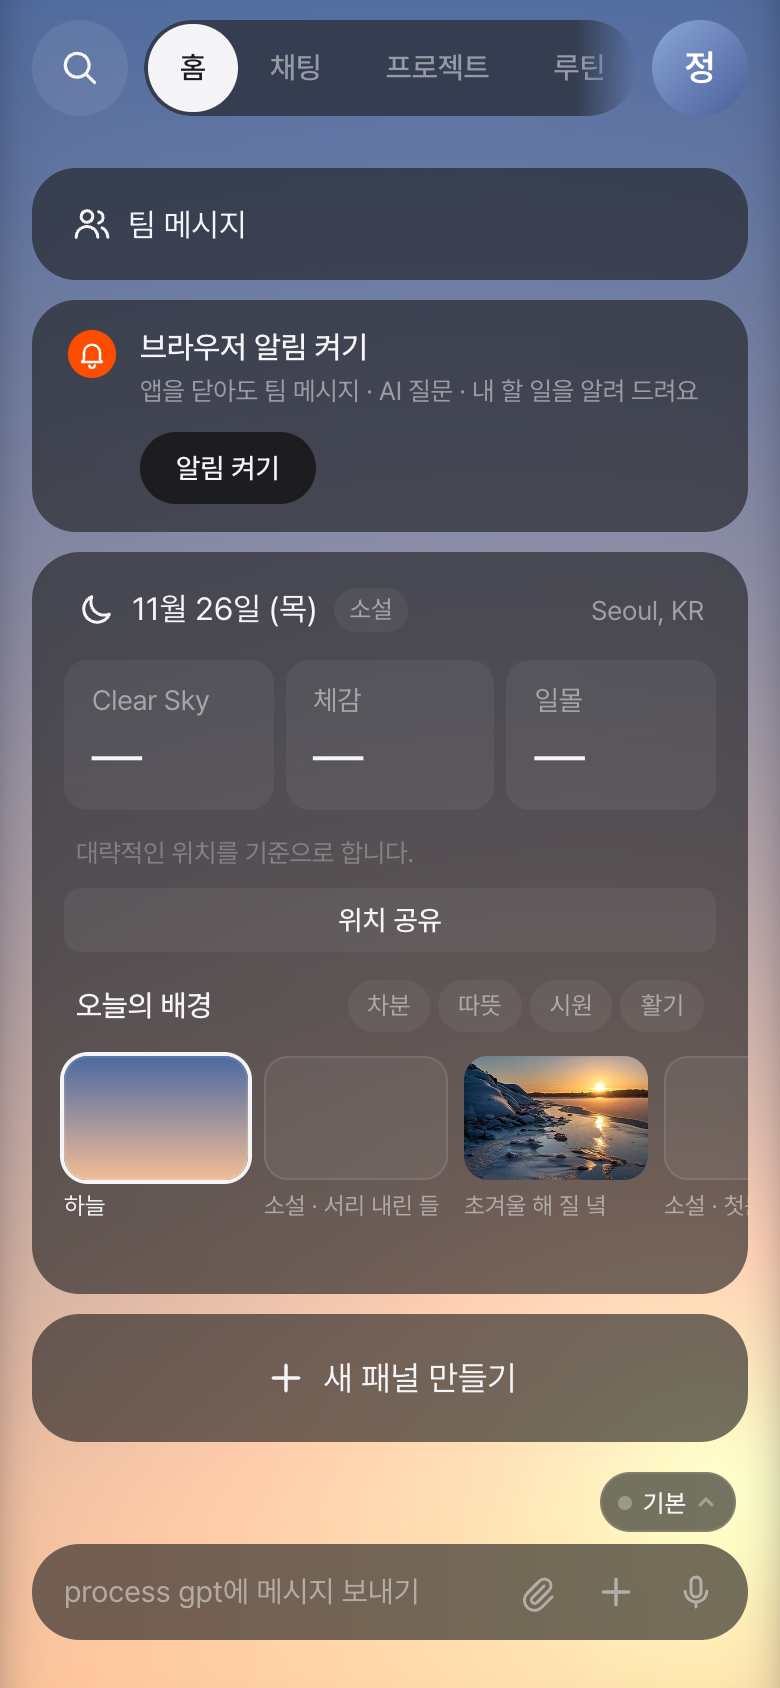 홈 채팅 프로젝트 루틴 정
팀 메시지
브라우저 알림 켜기
앱을 닫아도 팀 메시지 · AI 질문 · 내 할 일을 알려 드려요
알림 켜기
11월 26일 (목) 소설 Seoul, KR
Clear Sky 체감 일몰
대략적인 위치를 기준으로 합니다.
위치 공유
오늘의 배경 차분 따뜻 시원 활기
하늘 소설 · 서리 내린 들 초겨울 해 질 녘 소설 ·
새 패널 만들기
기본
process gpt에 메시지 보내기